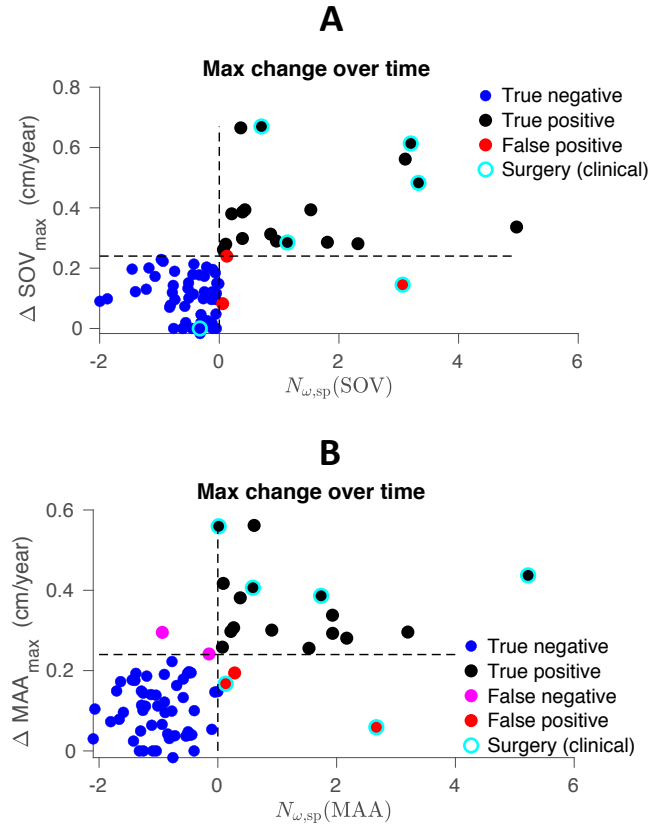 A
Max change over time
Δ SOVmax (cm/year)
0.8
0.6
0.4
0.2
0
-2
0
2
4
6
Nω,sp(SOV)
True negative
True positive
False positive
Surgery (clinical)
B
Max change over time
Δ MAAmax (cm/year)
0.6
0.4
0.2
0
-2
0
2
4
6
Nω,sp(MAA)
True negative
True positive
False negative
False positive
Surgery (clinical)